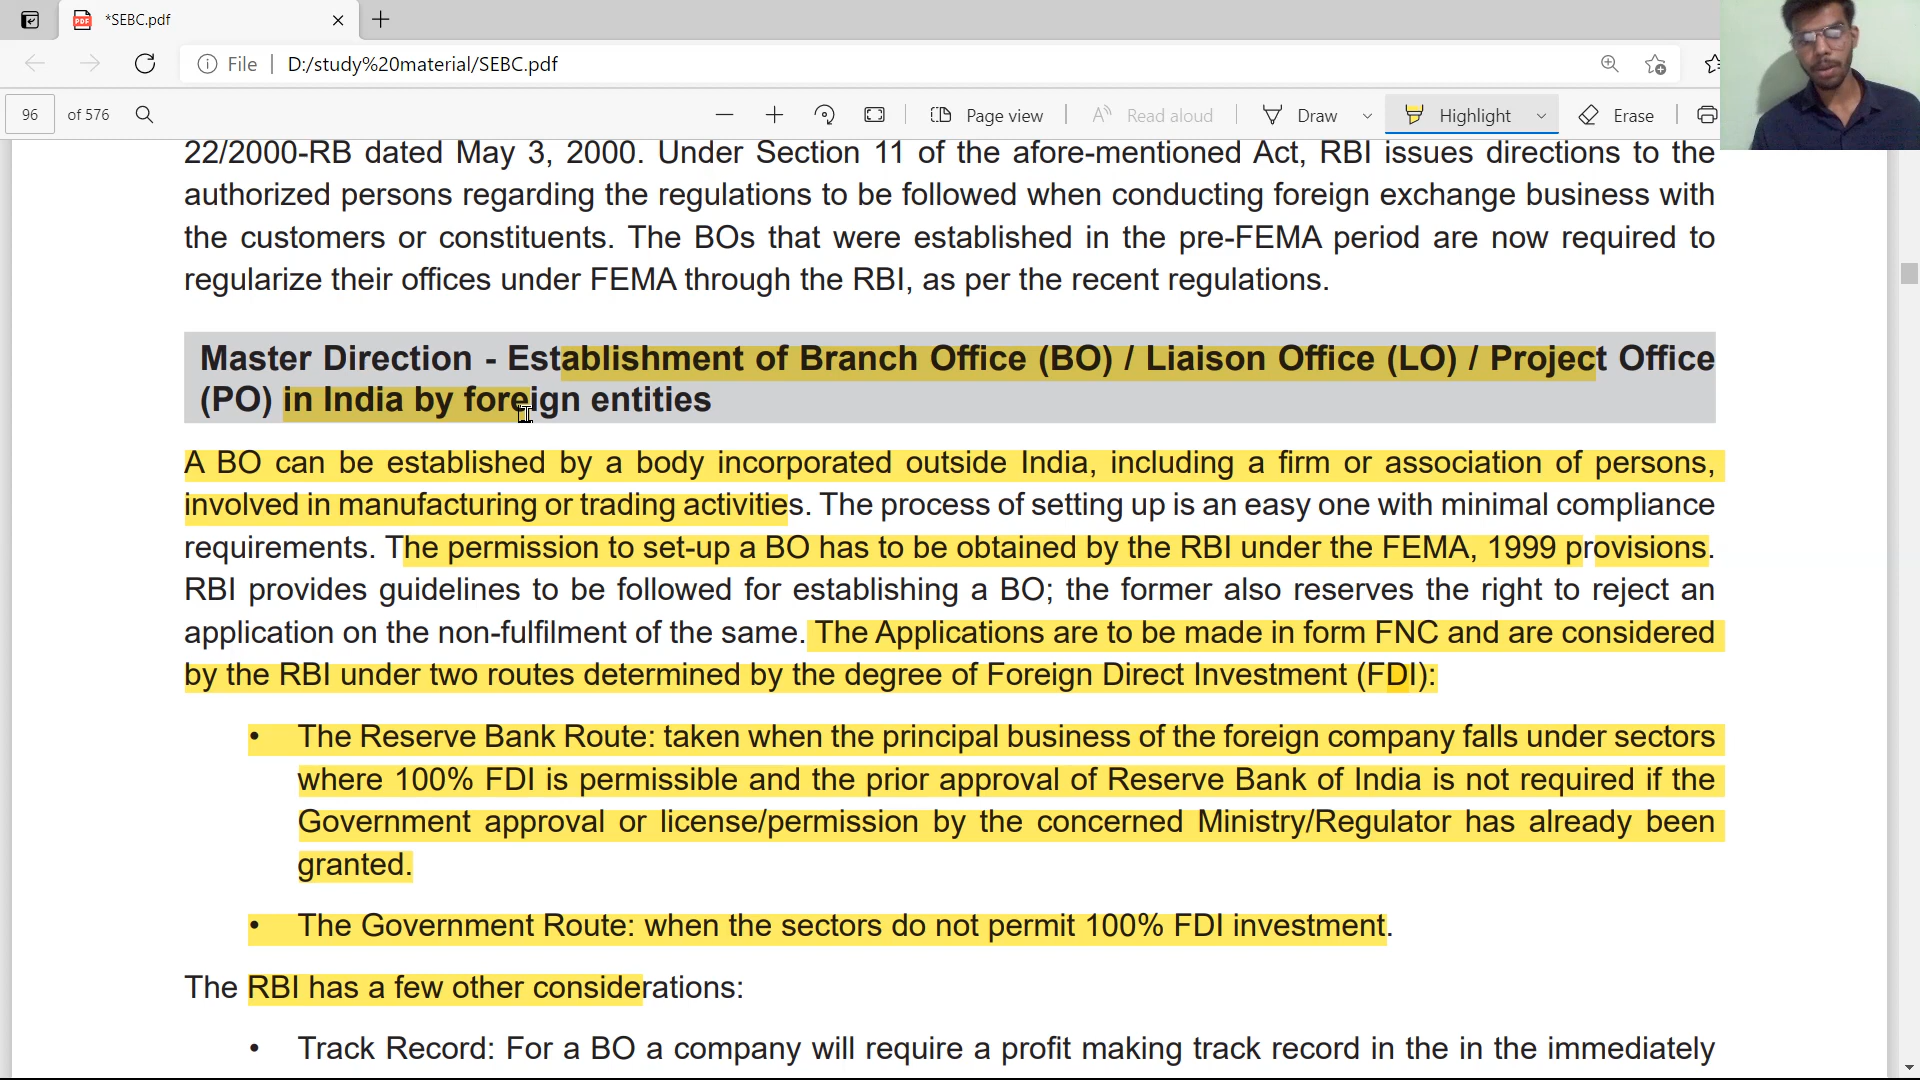 *SEBC.pdf
File
D:/study%20material/SEBC.pdf
96 of 576
Page view
Read aloud
Draw
Highlight
Erase
22/2000-RB dated May 3, 2000. Under Section 11 of the afore-mentioned Act, RBI issues directions to the
authorized persons regarding the regulations to be followed when conducting foreign exchange business with
the customers or constituents. The BOs that were established in the pre-FEMA period are now required to
regularize their offices under FEMA through the RBI, as per the recent regulations.
Master Direction - Establishment of Branch Office (BO) / Liaison Office (LO) / Project Office
(PO) in India by foreign entities
A BO can be established by a body incorporated outside India, including a firm or association of persons,
involved in manufacturing or trading activities. The process of setting up is an easy one with minimal compliance
requirements. The permission to set-up a BO has to be obtained by the RBI under the FEMA, 1999 provisions.
RBI provides guidelines to be followed for establishing a BO; the former also reserves the right to reject an
application on the non-fulfilment of the same. The Applications are to be made in form FNC and are considered
by the RBI under two routes determined by the degree of Foreign Direct Investment (FDI):
• The Reserve Bank Route: taken when the principal business of the foreign company falls under sectors
where 100% FDI is permissible and the prior approval of Reserve Bank of India is not required if the
Government approval or license/permission by the concerned Ministry/Regulator has already been
granted.
• The Government Route: when the sectors do not permit 100% FDI investment.
The RBI has a few other considerations:
• Track Record: For a BO a company will require a profit making track record in the in the immediately